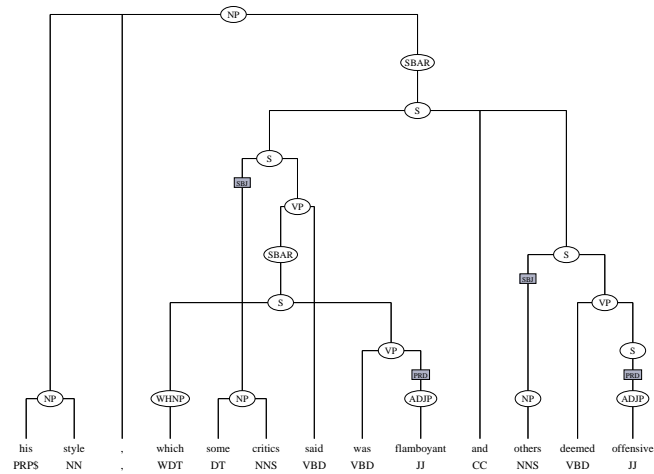 NP
SBAR
S
S
SBJ
VP
SBAR S
SBJ
S VP
VP S
PRD PRD
NP WHNP NP ADJP NP ADJP
his style , which some critics said was flamboyant and others deemed offensive
PRP$ NN , WDT DT NNS VBD VBD JJ CC NNS VBD JJ